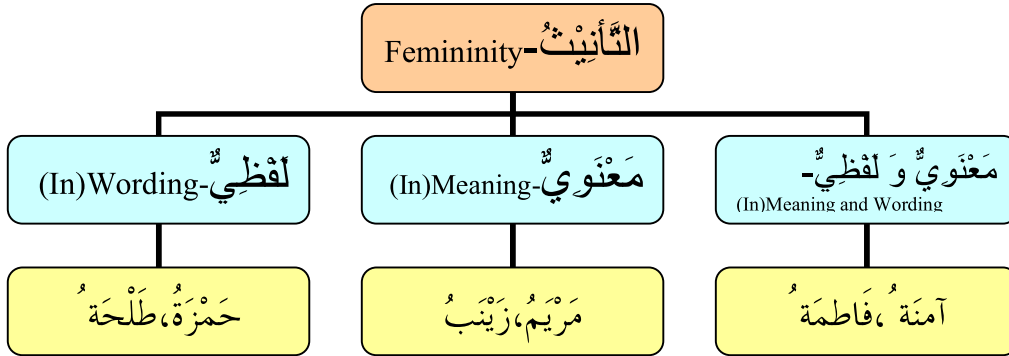 التَّأنِيْثُ-Femininity
لَفْظِيٌّ-(In)Wording
مَعْنَوِيٌّ-(In)Meaning
مَعْنَوِيٌّ وَ لَفْظِيٌّ-
(In)Meaning and Wording
حَمْزَةُ،طَلْحَة ُ
مَرْيَمُ،زَيْنَبُ
آمنَة ُ،فَاطمَة ُ